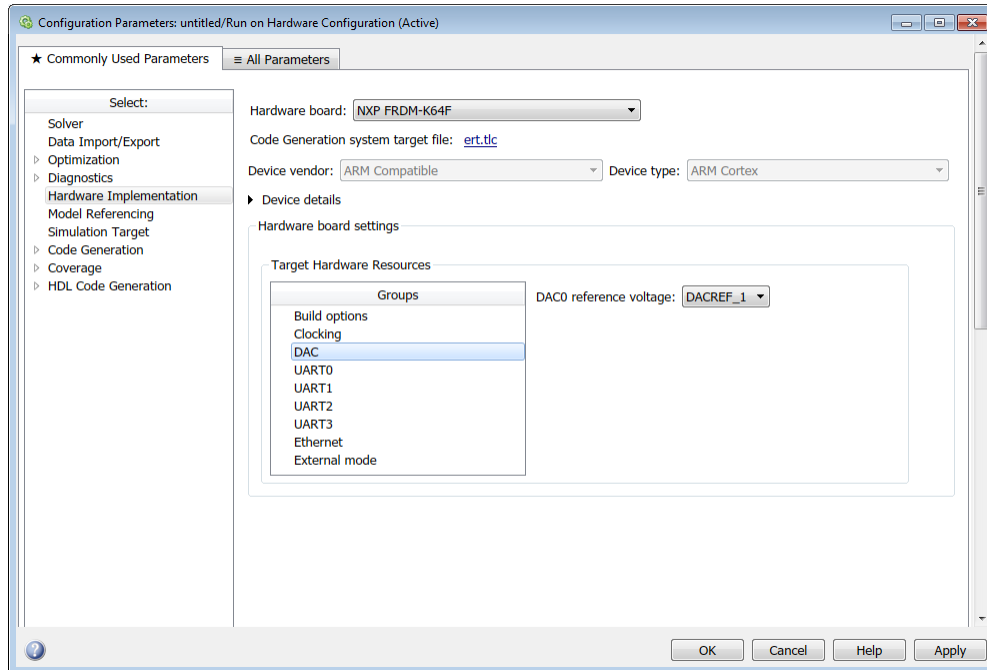 Configuration Parameters: untitled/Run on Hardware Configuration (Active)
★ Commonly Used Parameters
≡ All Parameters
Select:
Solver
Data Import/Export
Optimization
Diagnostics
Hardware Implementation
Model Referencing
Simulation Target
Code Generation
Coverage
HDL Code Generation
Hardware board: NXP FRDM-K64F
Code Generation system target file: ert.tlc
Device vendor: ARM Compatible Device type: ARM Cortex
Device details
Hardware board settings
Target Hardware Resources
Groups
Build options
Clocking
DAC
UART0
UART1
UART2
UART3
Ethernet
External mode
DAC0 reference voltage: DACREF_1
OK Cancel Help Apply